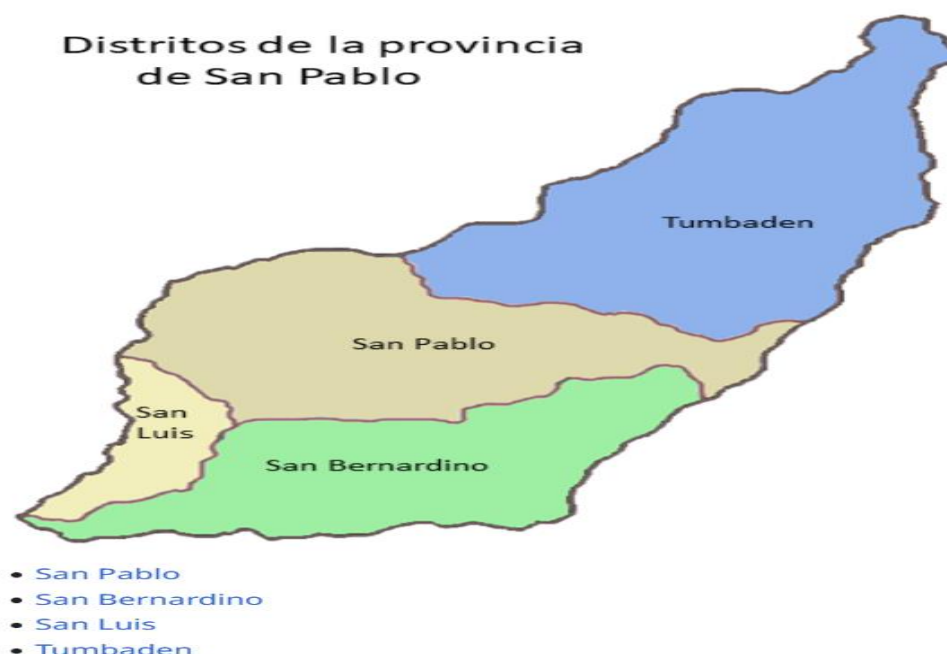 Distritos de la provincia
de San Pablo
Tumbaden
San Pablo
San
Luis
San Bernardino
• San Pablo
• San Bernardino
• San Luis
• Tumbaden